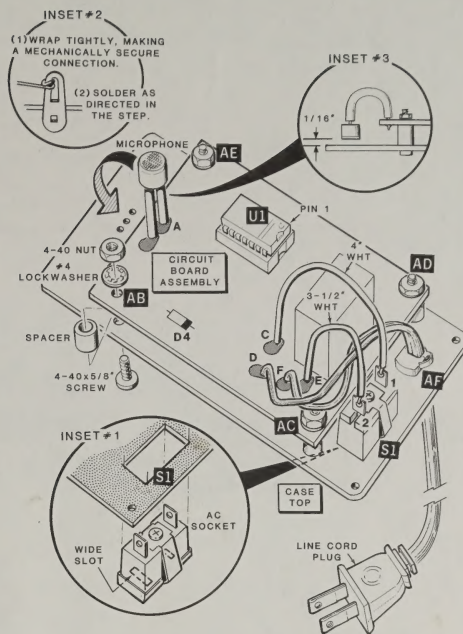 INSET #2
(1) WRAP TIGHTLY, MAKING
A MECHANICALLY SECURE
CONNECTION.
(2) SOLDER AS
DIRECTED IN
THE STEP.
INSET #3
1/16"
MICROPHONE
AE
A
U1
PIN 1
4-40 NUT
#4
LOCKWASHER
AB
CIRCUIT
BOARD
ASSEMBLY
4"
WHT
AD
3-1/2"
WHT
SPACER
D4
C
D
F
E
1
AF
4-40x5/8"
SCREW
AC
2
S1
INSET #1
S1
CASE
TOP
AC
SOCKET
WIDE
SLOT
LINE CORD
PLUG